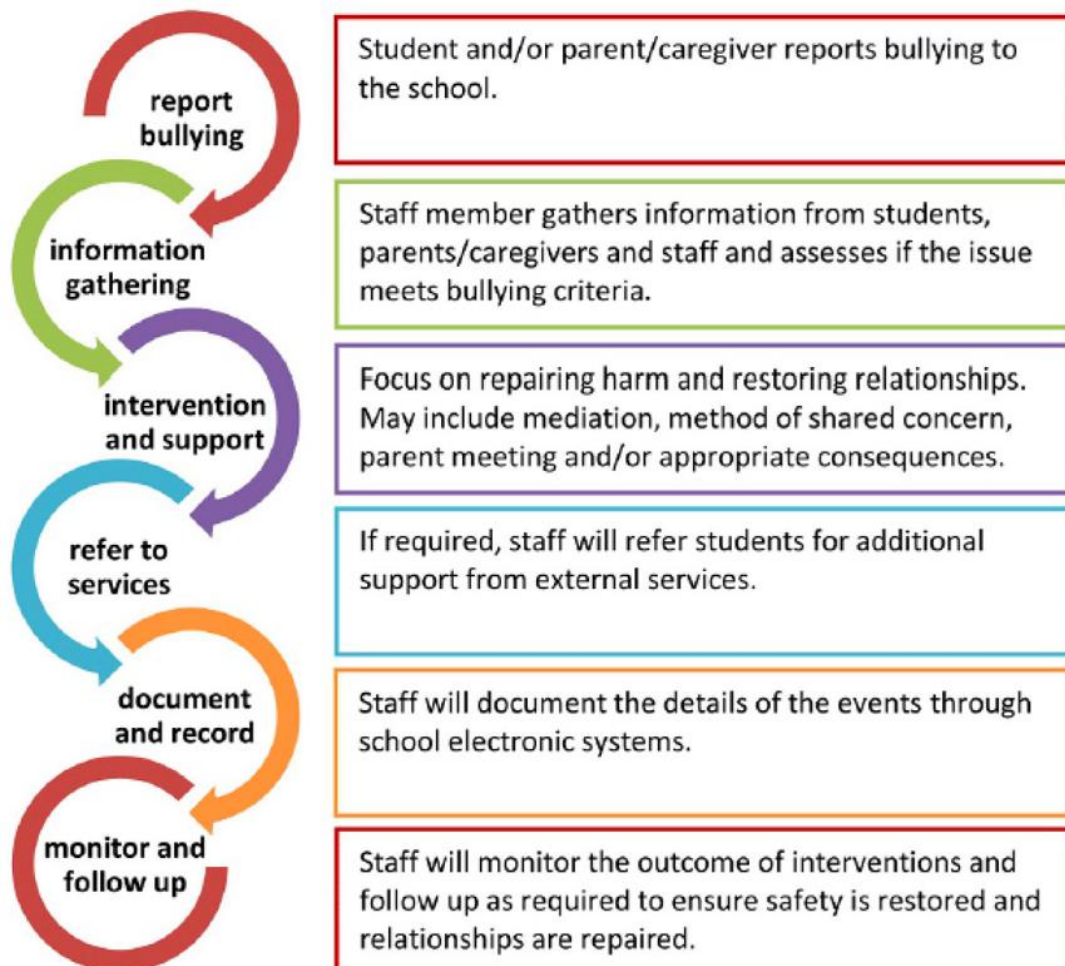 report
bullying
Student and/or parent/caregiver reports bullying to
the school.
information
gathering
Staff member gathers information from students,
parents/caregivers and staff and assesses if the issue
meets bullying criteria.
intervention
and support
Focus on repairing harm and restoring relationships.
May include mediation, method of shared concern,
parent meeting and/or appropriate consequences.
refer to
services
If required, staff will refer students for additional
support from external services.
document
and record
Staff will document the details of the events through
school electronic systems.
monitor and
follow up
Staff will monitor the outcome of interventions and
follow up as required to ensure safety is restored and
relationships are repaired.